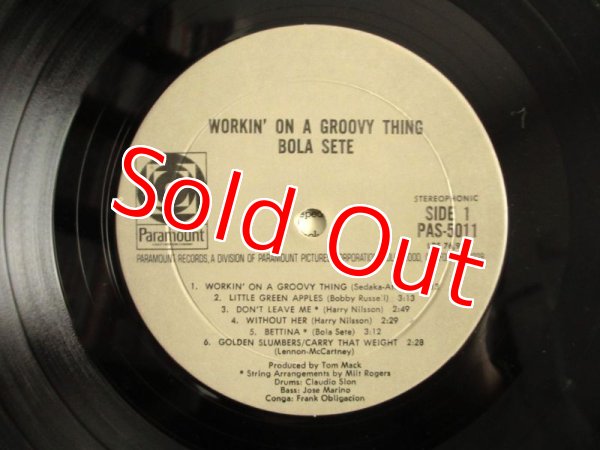 WORKIN' ON A GROOVY THING
BOLA SETE
Sold Out
Paramount
STEREOPHONIC
SIDE 1
PAS-5011
PARAMOUNT RECORDS, A DIVISION OF PARAMOUNT PICTURES CORPORATION
1. WORKIN' ON A GROOVY THING
2. LITTLE GREEN APPLES (Bobby Russell) 3:13
3. DON'T LEAVE ME * (Harry Nilsson) 2:49
4. WITHOUT HER (Harry Nilsson) 2:29
5. BETTINA * (Bola Sete) 3:12
6. GOLDEN SLUMBERS/CARRY THAT WEIGHT 2:28
(Lennon-McCartney)
Produced by Tom Mack
* String Arrangements by Milt Rogers
Drums: Claudio Slon
Bass: Jose Marino
Conga: Frank Obligacion